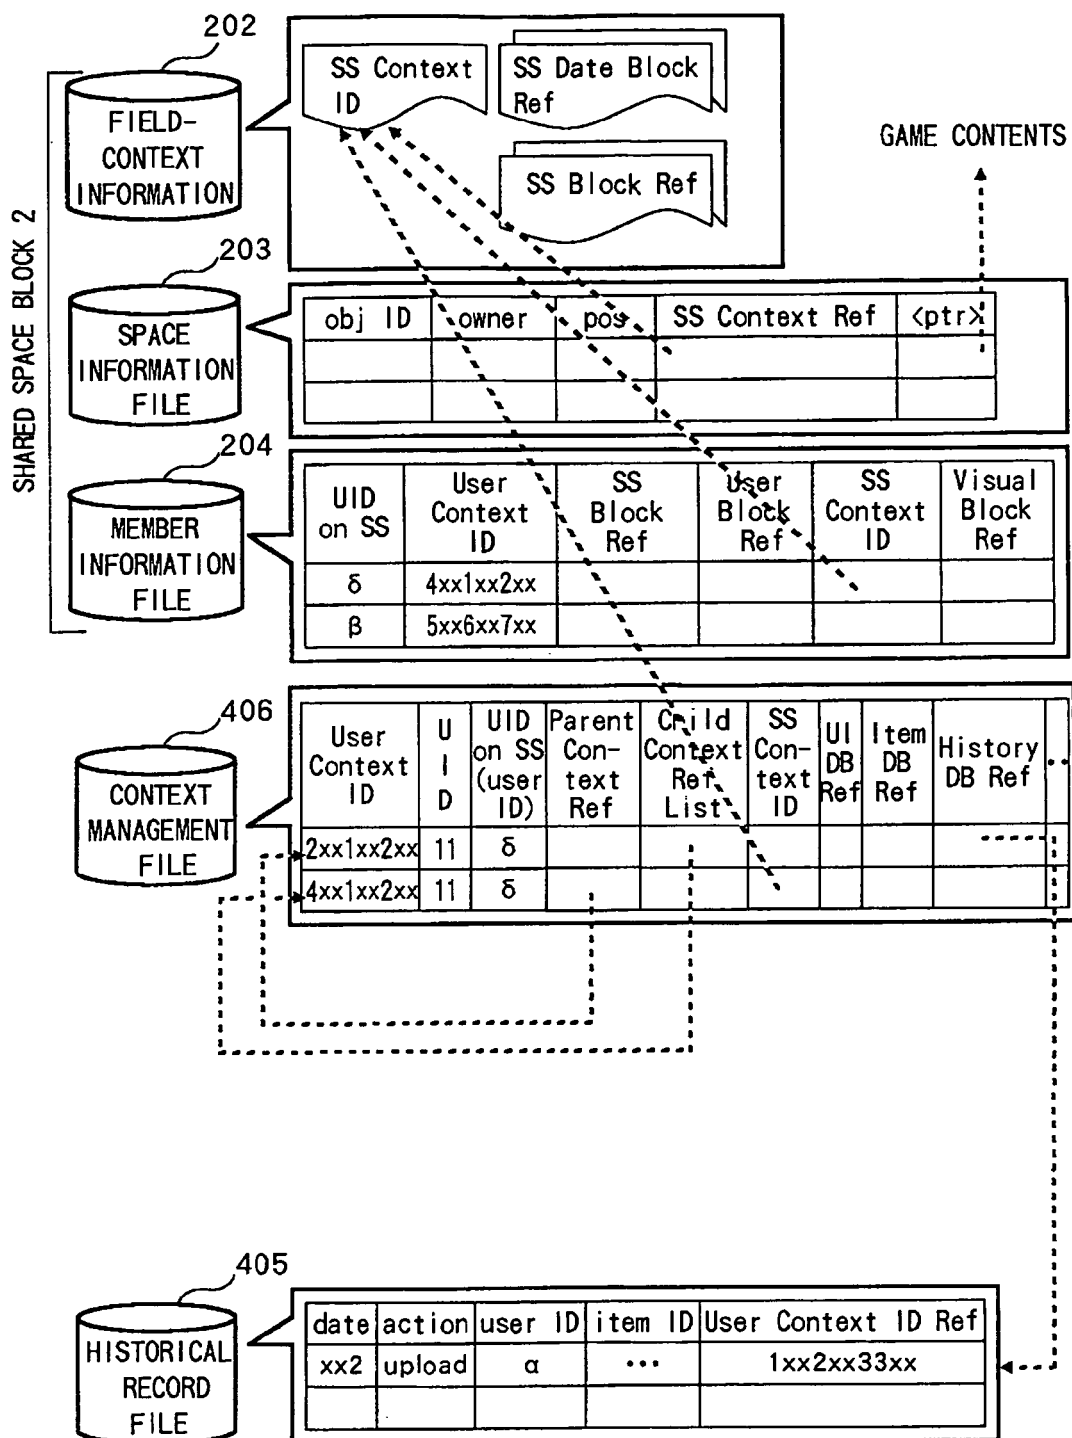 202
SS Context
ID
SS Date Block
Ref
SS Block Ref
FIELD-
CONTEXT
INFORMATION
GAME CONTENTS
SHARED SPACE BLOCK 2
203
SPACE
INFORMATION
FILE
obj ID owner pos SS Context Ref <ptr>
204
MEMBER
INFORMATION
FILE
UID
on SS
User
Context
ID
SS
Block
Ref
User
Block
Ref
SS
Context
ID
Visual
Block
Ref
δ 4xx1xx2xx
β 5xx6xx7xx
406
CONTEXT
MANAGEMENT
FILE
User
Context
ID
U
I
D
UID
on SS
(user
ID)
Parent
Con-
text
Ref
Child
Context
Ref
List
SS
Con-
text
ID
UI
DB
Ref
Item
DB
Ref
History
DB Ref
··
2xx1xx2xx 11 δ
4xx1xx2xx 11 δ
405
HISTORICAL
RECORD
FILE
date action user ID item ID User Context ID Ref
xx2 upload α ··· 1xx2xx33xx